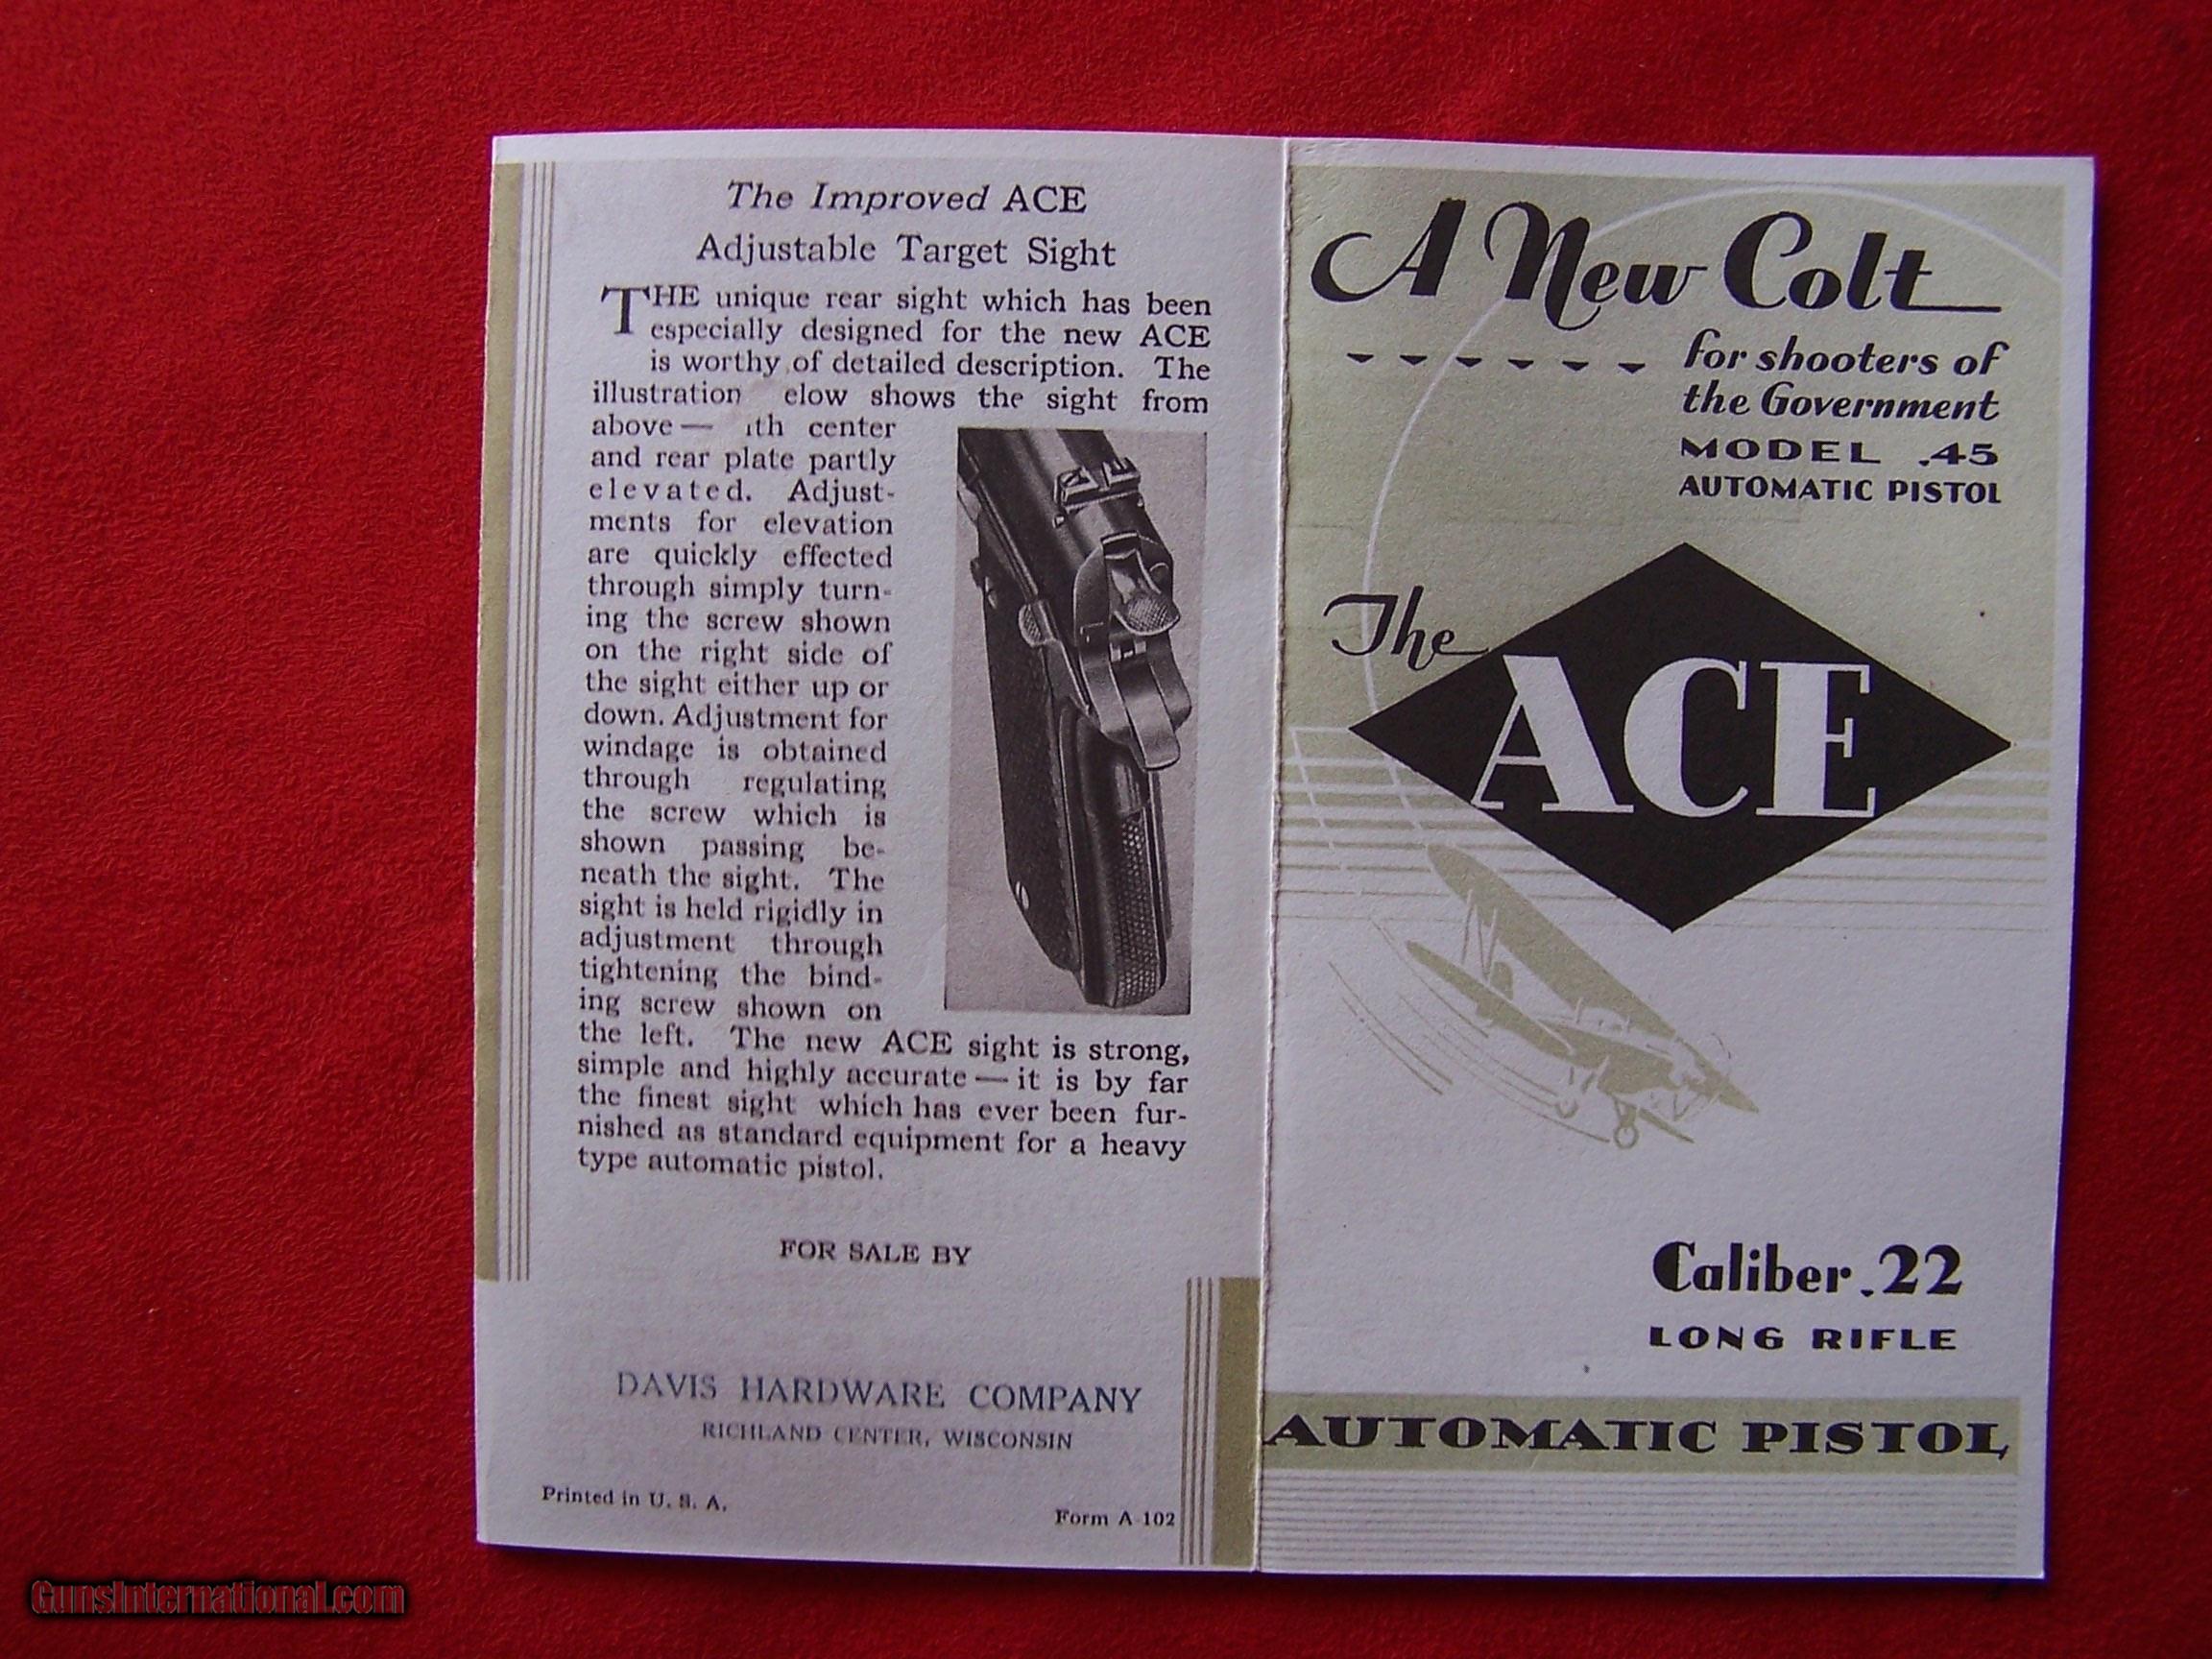 The Improved ACE
Adjustable Target Sight
THE unique rear sight which has been
especially designed for the new ACE
is worthy of detailed description. The
illustration elow shows the sight from
above — ith center
and rear plate partly
elevated. Adjust-
ments for elevation
are quickly effected
through simply turn-
ing the screw shown
on the right side of
the sight either up or
down. Adjustment for
windage is obtained
through regulating
the screw which is
shown passing be-
neath the sight. The
sight is held rigidly in
adjustment through
tightening the bind-
ing screw shown on
the left. The new ACE sight is strong,
simple and highly accurate — it is by far
the finest sight which has ever been fur-
nished as standard equipment for a heavy
type automatic pistol.
FOR SALE BY
DAVIS HARDWARE COMPANY
RICHLAND CENTER, WISCONSIN
Printed in U. S. A.
Form A-102
A New Colt
for shooters of
the Government
MODEL .45
AUTOMATIC PISTOL
The
ACE
Caliber .22
LONG RIFLE
AUTOMATIC PISTOL
GunsInternational.com